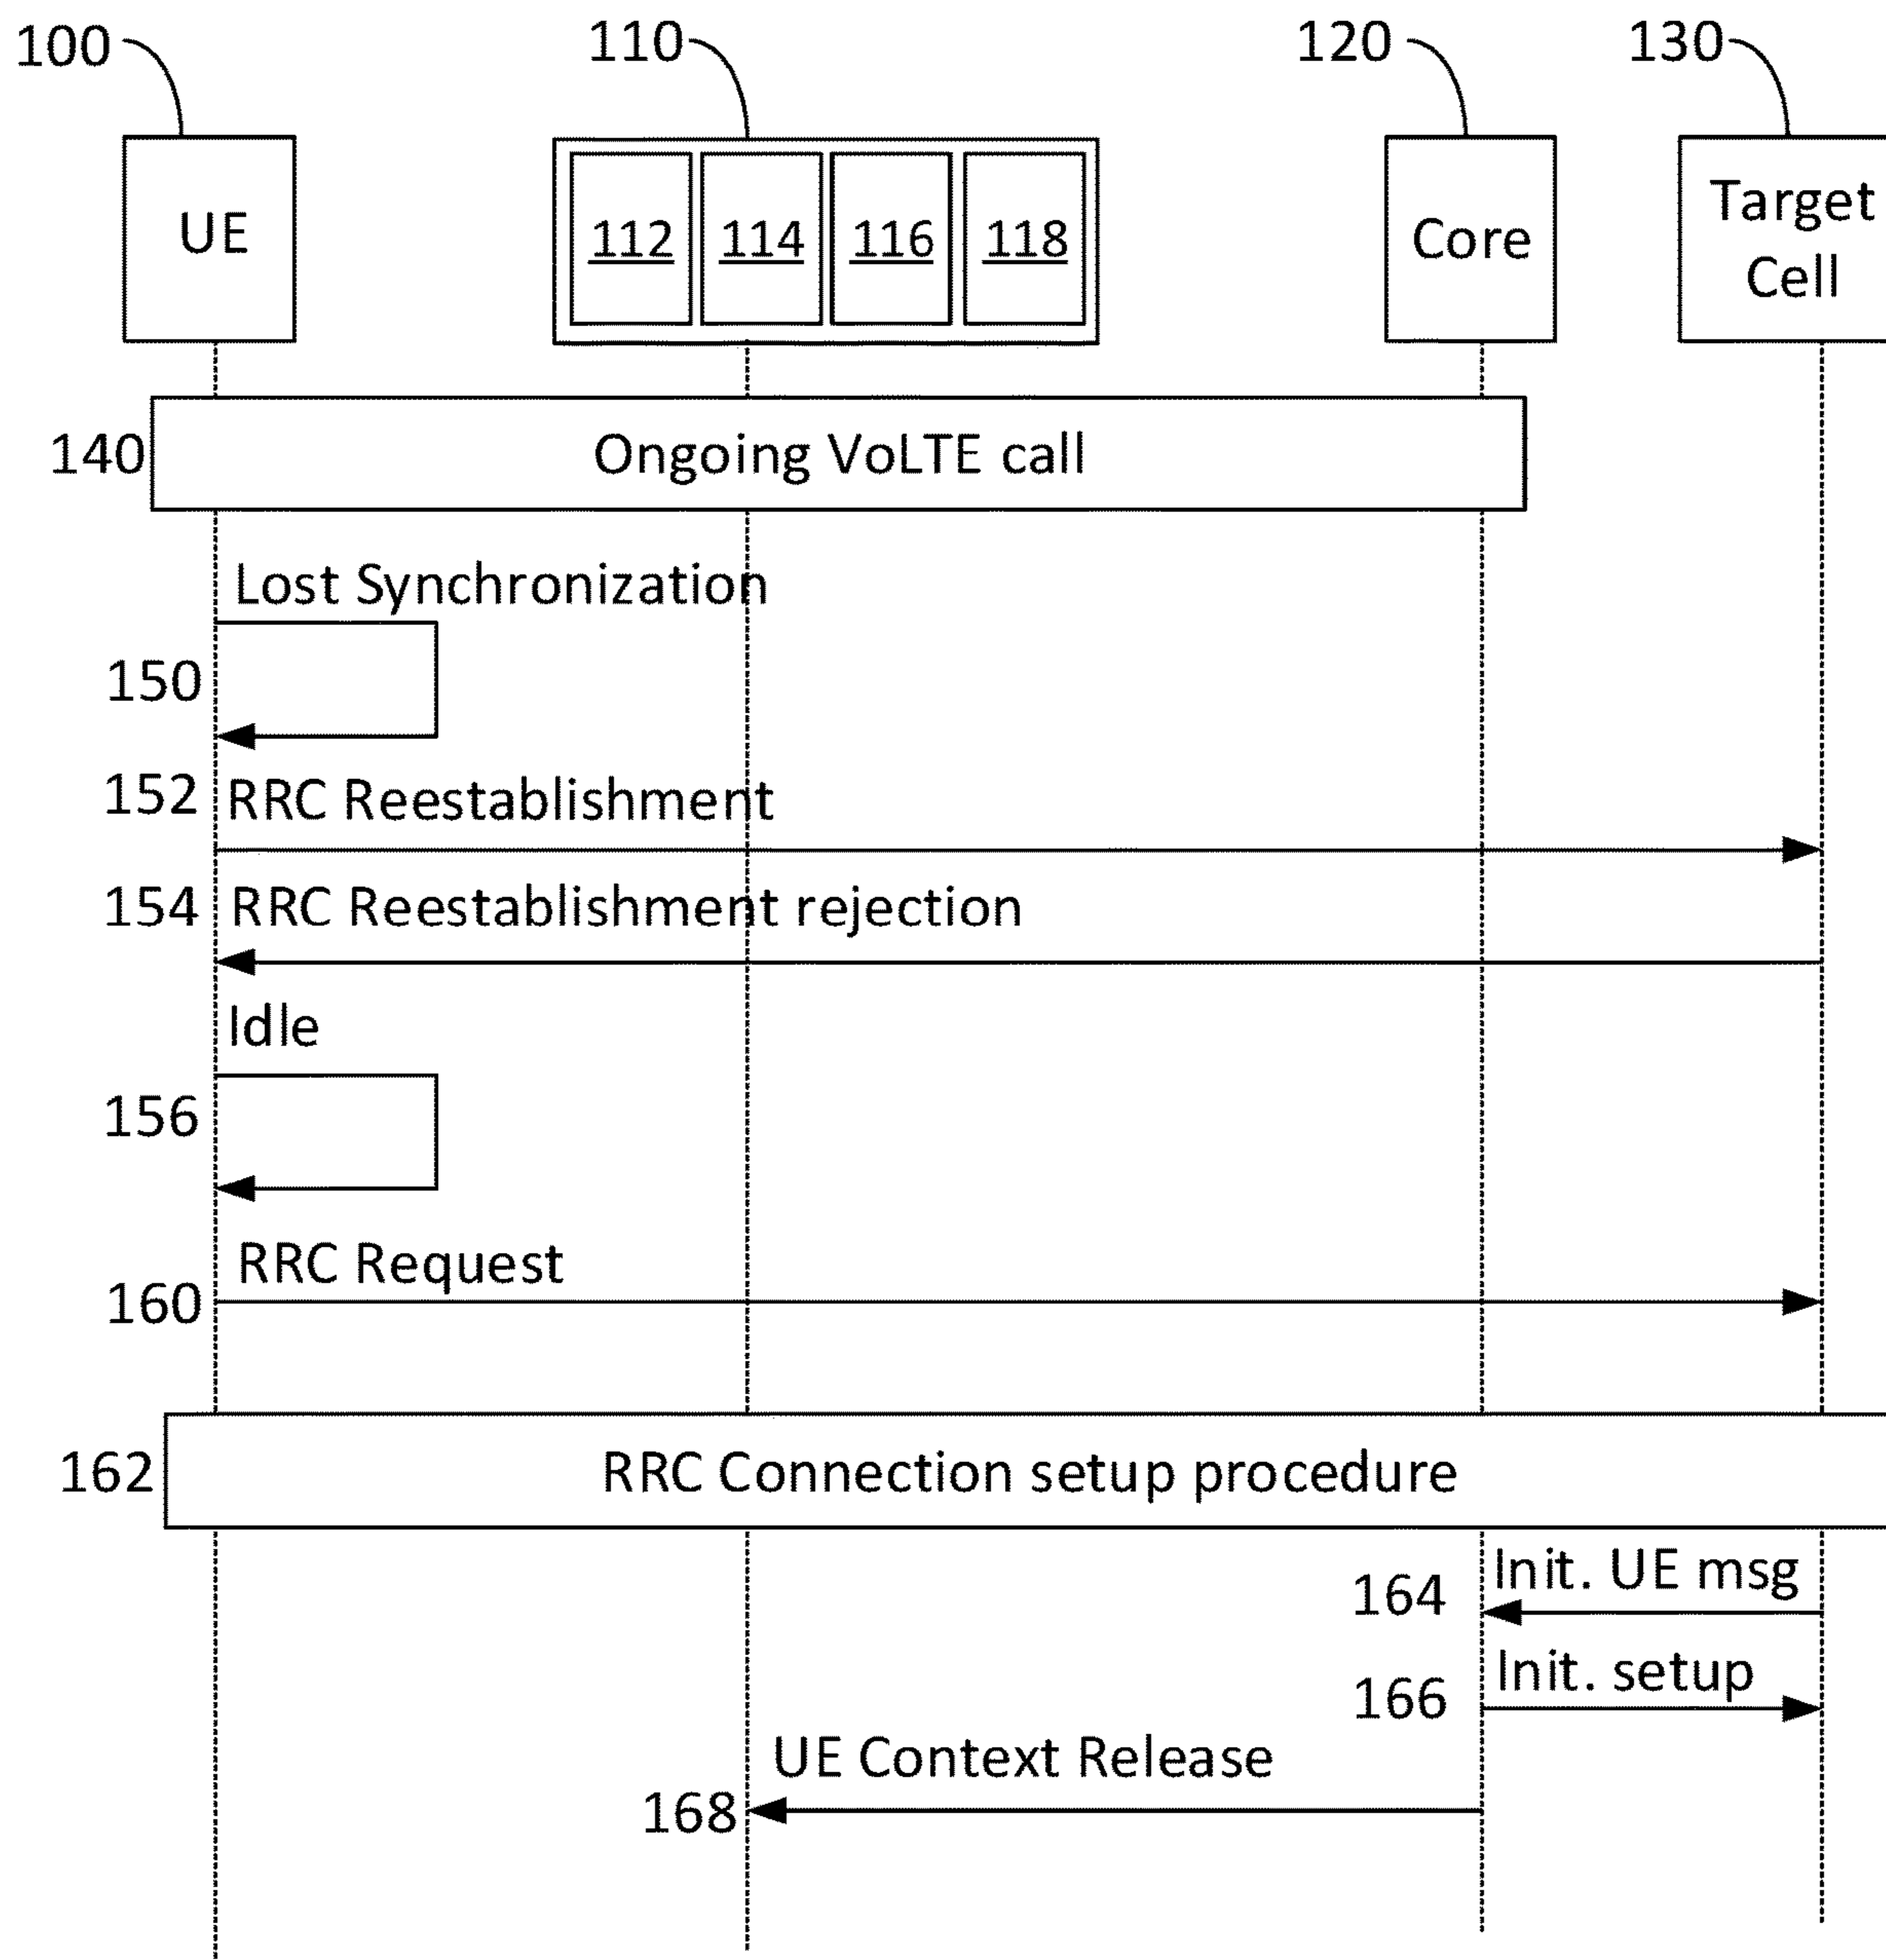 100 110 120 130
UE 112 114 116 118 Core Target
Cell
140 Ongoing VoLTE call
Lost Synchronization
150
152 RRC Reestablishment
154 RRC Reestablishment rejection
Idle
156
RRC Request
160
162 RRC Connection setup procedure
Init. UE msg
164
Init. setup
166
UE Context Release
168